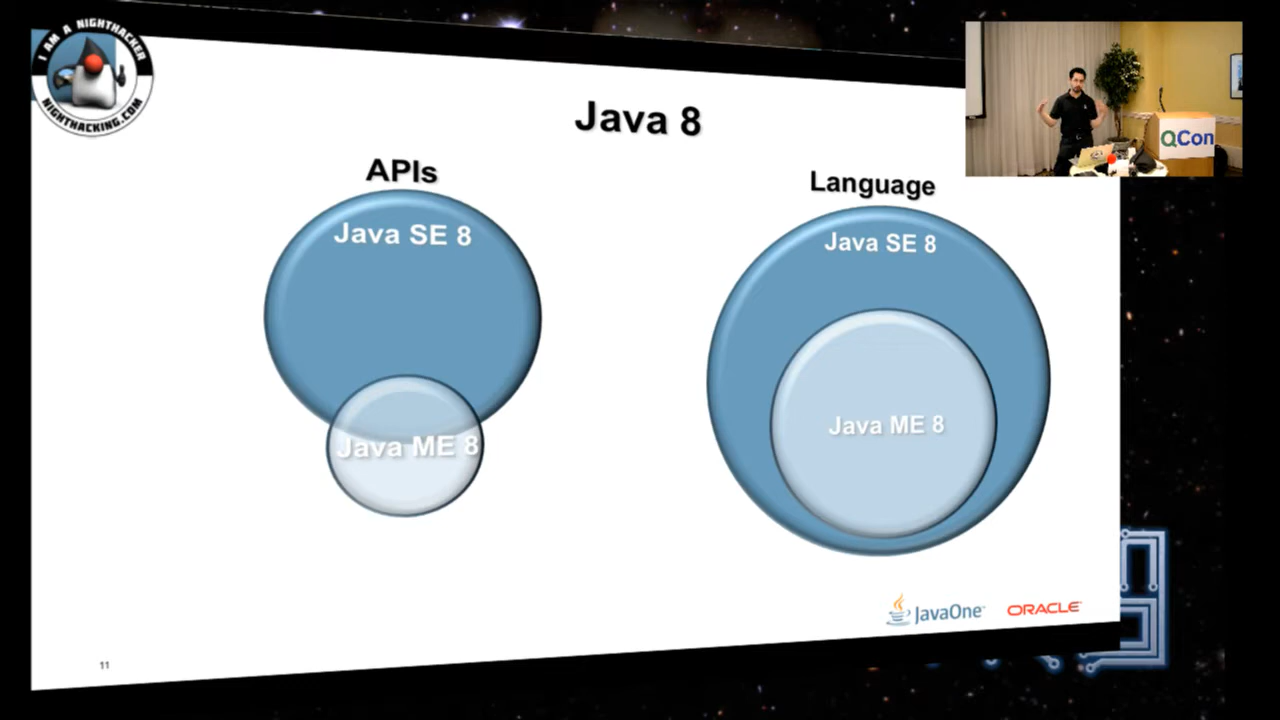 I AM A NIGHTHACKER
NIGHTHACKING.COM
Java 8
APIs
Java SE 8
Java ME 8
Language
Java SE 8
Java ME 8
QCon
JavaOne
ORACLE
11